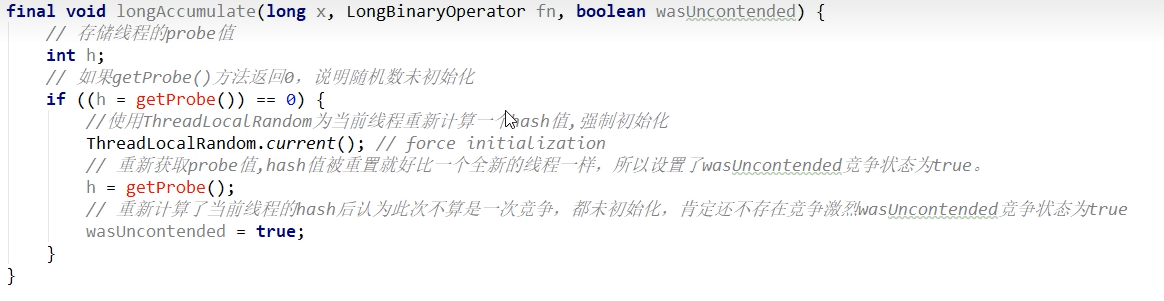 final void longAccumulate(long x, LongBinaryOperator fn, boolean wasUncontended) {
// 存储线程的probe值
int h;
// 如果getProbe()方法返回0，说明随机数未初始化
if ((h = getProbe()) == 0) {
//使用ThreadLocalRandom为当前线程重新计算一个hash值,强制初始化
ThreadLocalRandom.current(); // force initialization
// 重新获取probe值,hash值被重置就好比一个全新的线程一样，所以设置了wasUncontended竞争状态为true。
h = getProbe();
// 重新计算了当前线程的hash后认为此次不算是一次竞争，都未初始化，肯定还不存在竞争激烈wasUncontended竞争状态为true
wasUncontended = true;
}
}